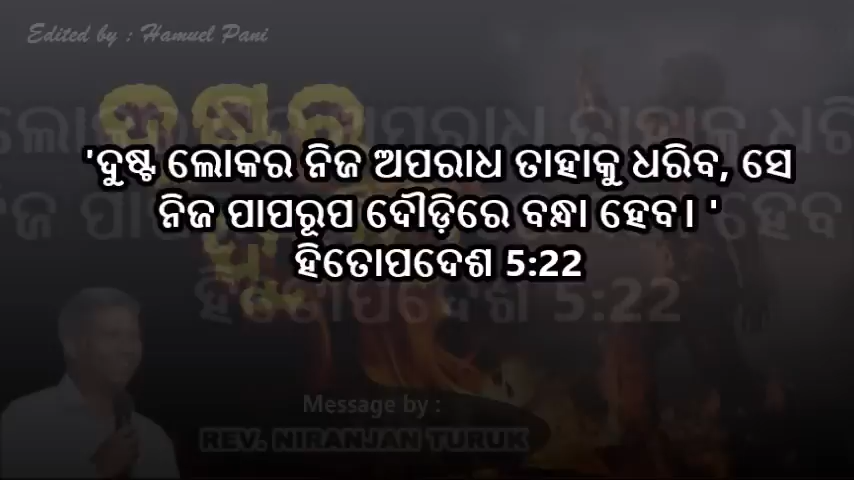 Edited by : Hamuel Pani
'ଦୁଷ୍ଟ ଲୋକର ନିଜ ଅପରାଧ ତାହାକୁ ଧରିବ, ସେ
ନିଜ ପାପରୂପ ଦୌଡ଼ିରେ ବନ୍ଧା ହେବ। '
ହିତୋପଦେଶ 5:22
Message by :
REV. NIRANJAN TURUK